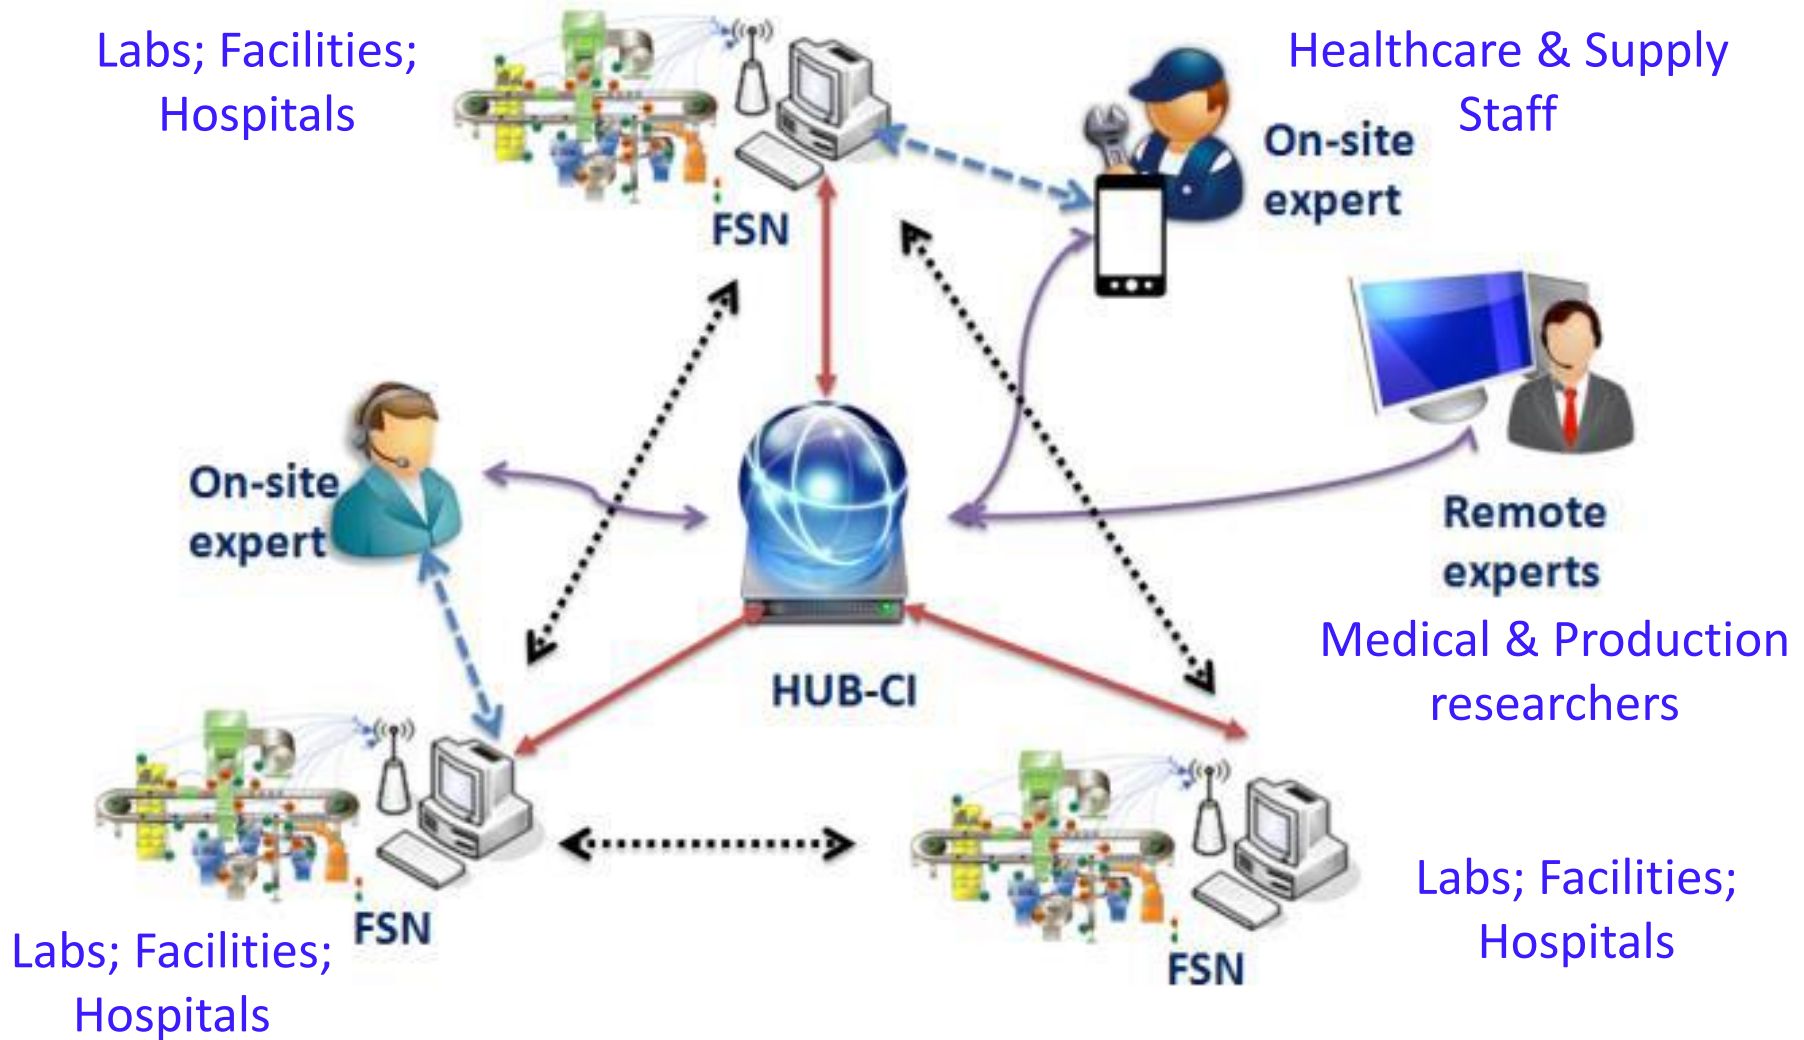 Labs; Facilities;
Hospitals
FSN
Healthcare & Supply
Staff
On-site
expert
On-site
expert
HUB-CI
Remote
experts
Medical & Production
researchers
FSN
Labs; Facilities;
Hospitals
FSN
Labs; Facilities;
Hospitals